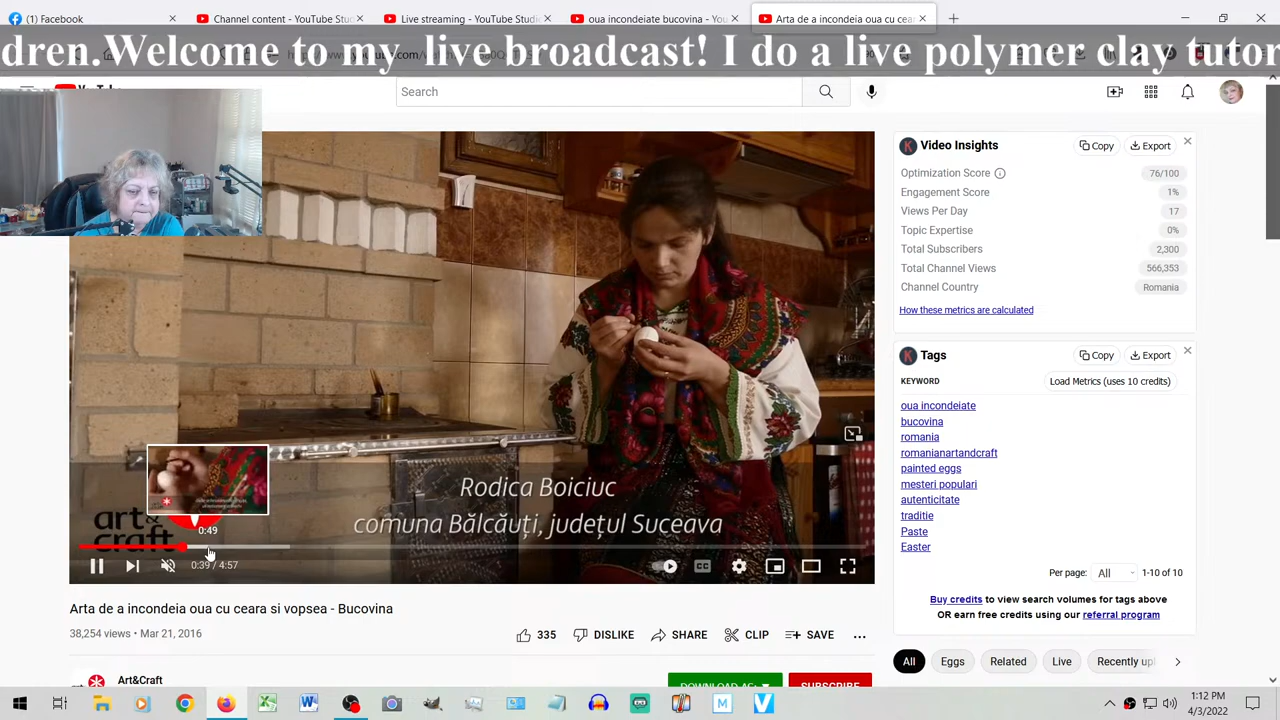 (1) Facebook
Channel content - YouTube Stud
Live streaming - YouTube Studi
oua incondeiate bucovina - You
Arta de a incondeia oua cu cear
dren.Welcome to my live broadcast! I do a live polymer clay tutor
Search
Video Insights
Copy
Export
Optimization Score
76/100
Engagement Score
1%
Views Per Day
17
Topic Expertise
0%
Total Subscribers
2,300
Total Channel Views
566,353
Channel Country
Romania
How these metrics are calculated
Tags
Copy
Export
KEYWORD
Load Metrics (uses 10 credits)
oua incondeiate
bucovina
romania
romanianartandcraft
painted eggs
mesteri populari
autenticitate
traditie
Paste
Easter
Per page:
All
1-10 of 10
Buy credits to view search volumes for tags above
OR earn free credits using our referral program
All
Eggs
Related
Live
Recently upl
Rodica Boiciuc
comuna Bălcăuți, județul Suceava
art&
craft
0:49
0:39 / 4:57
Arta de a incondeia oua cu ceara si vopsea - Bucovina
38,254 views • Mar 21, 2016
335
DISLIKE
SHARE
CLIP
SAVE
Art&Craft
DOWNLOAD AS:
SUBSCRIBE
1:12 PM
4/3/2022